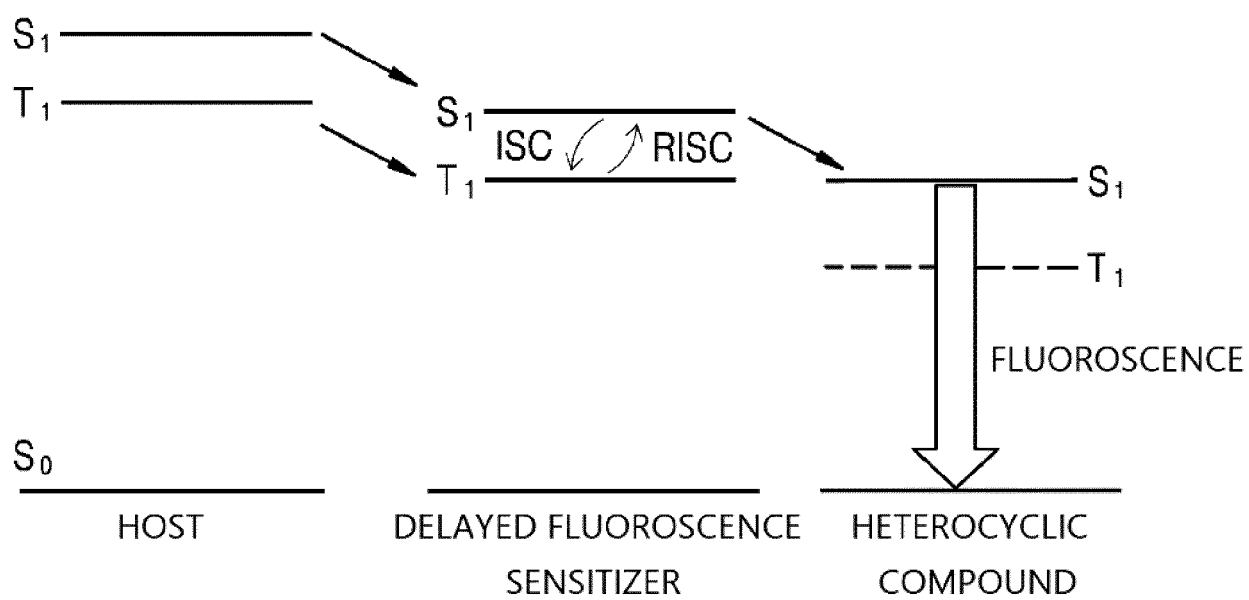 S1
T1
S1
ISC RISC
T1
S1
T1
FLUOROSCENCE
S0
HOST
DELAYED FLUOROSCENCE
SENSITIZER
HETEROCYCLIC
COMPOUND